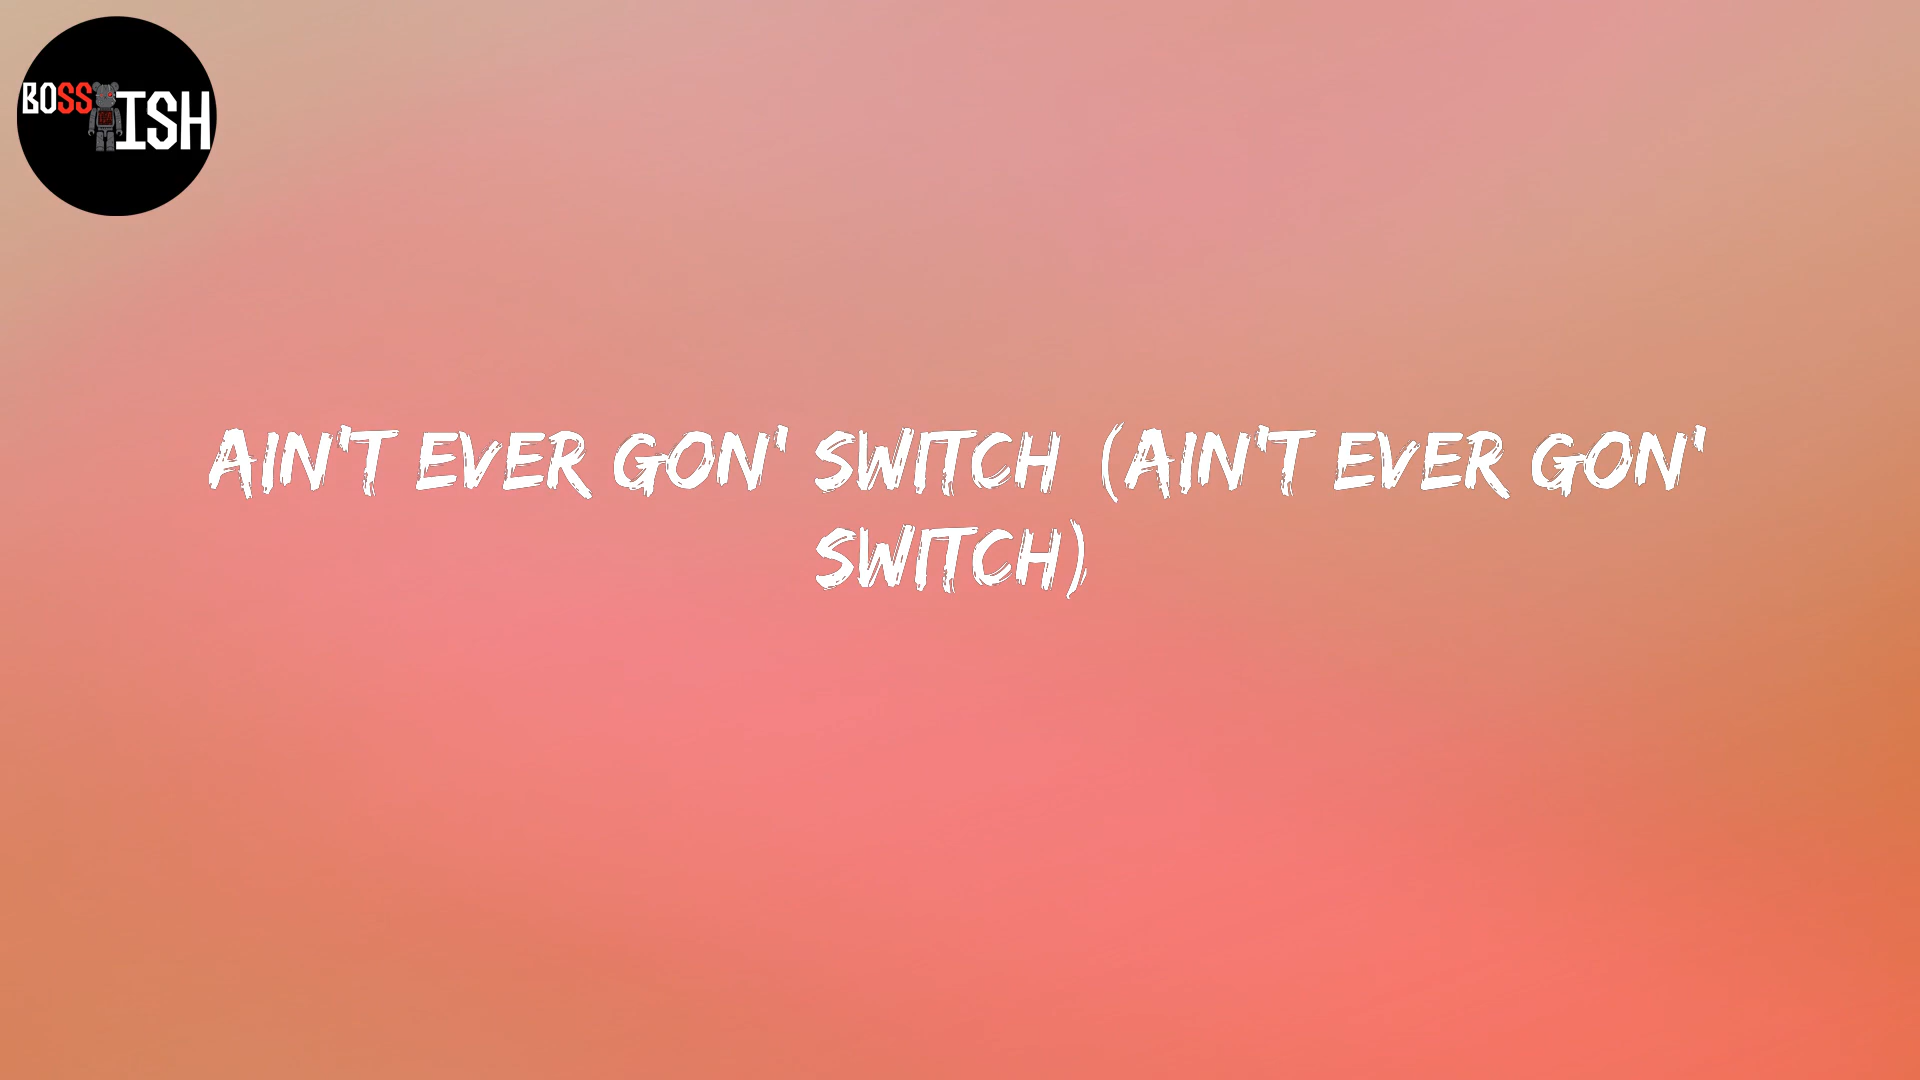 BOSS ISH
AIN'T EVER GON' SWITCH (AIN'T EVER GON'
SWITCH)